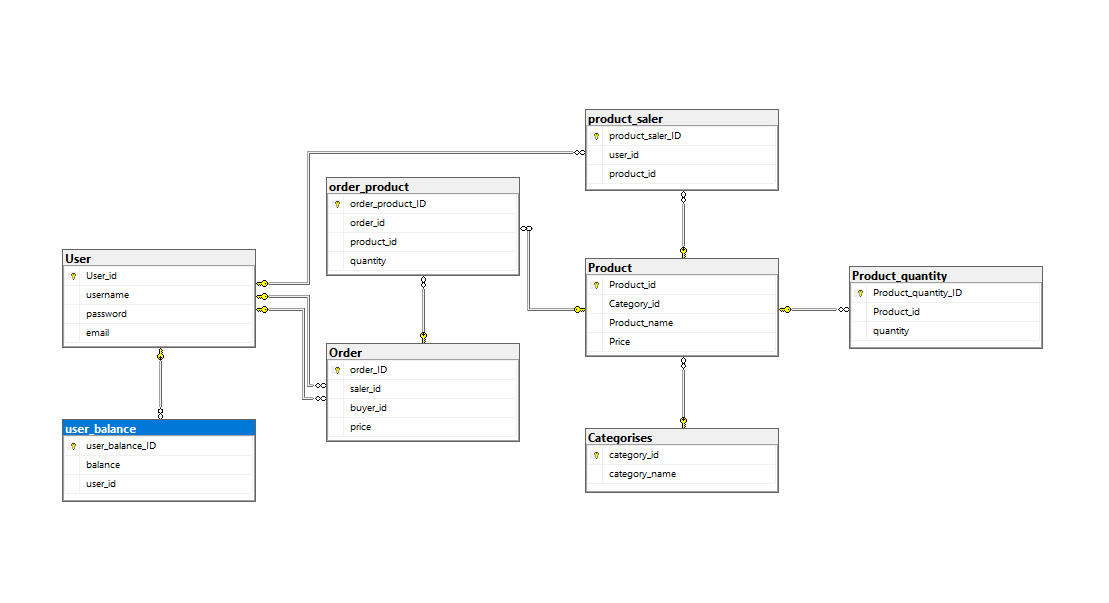 product_saler
product_saler_ID
user_id
product_id
order_product
order_product_ID
order_id
product_id
quantity
User
User_id
username
password
email
Product
Product_id
Category_id
Product_name
Price
Product_quantity
Product_quantity_ID
Product_id
quantity
Order
order_ID
saler_id
buyer_id
price
user_balance
user_balance_ID
balance
user_id
Categorises
category_id
category_name